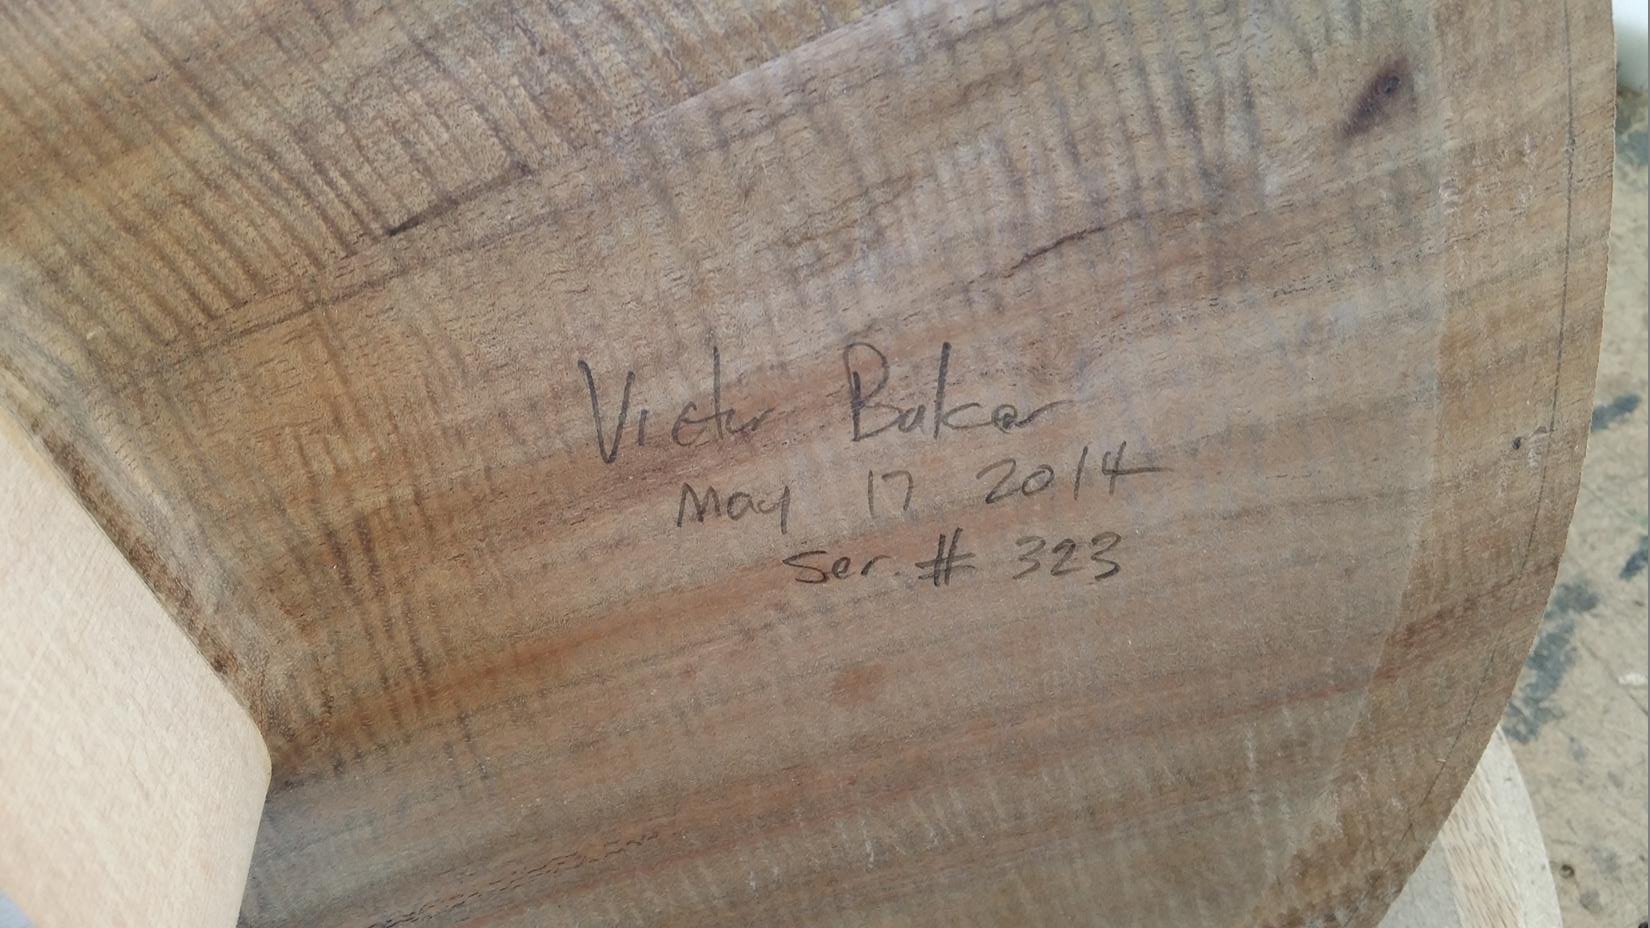 Victor Baker
May 17 2014
Ser. # 323